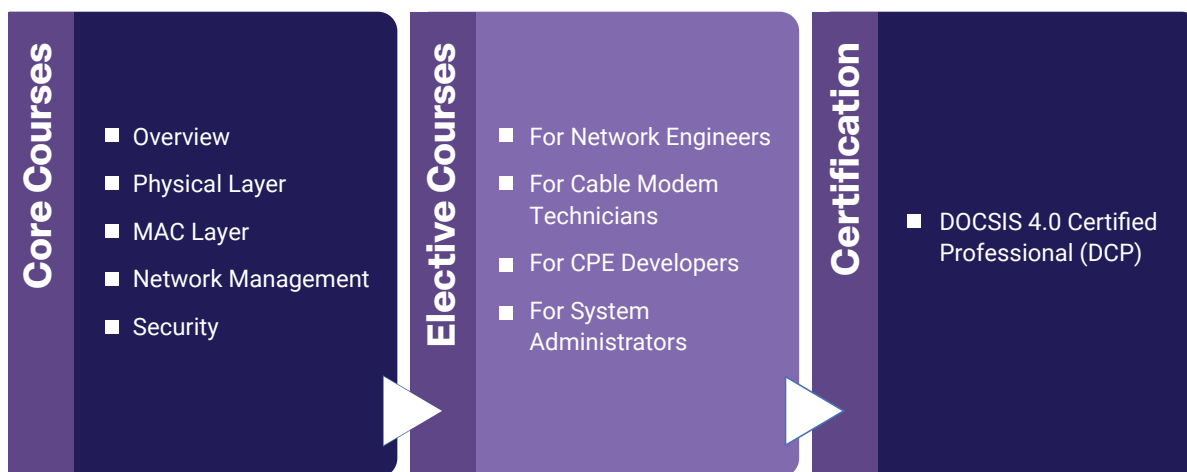 Core Courses
Overview
Physical Layer
MAC Layer
Network Management
Security
Elective Courses
For Network Engineers
For Cable Modem
Technicians
For CPE Developers
For System
Administrators
Certification
DOCSIS 4.0 Certified
Professional (DCP)